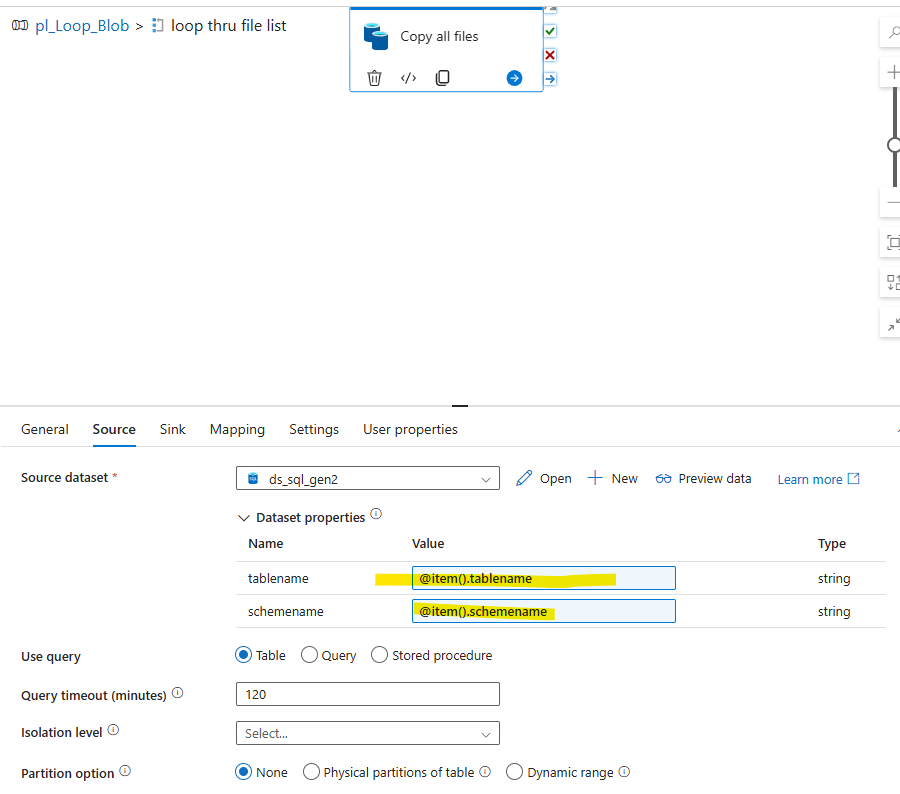 pl_Loop_Blob > loop thru file list
Copy all files
General Source Sink Mapping Settings User properties
Source dataset * ds_sql_gen2 Open New Preview data Learn more
Dataset properties
Name Value Type
tablename @item().tablename string
schemename @item().schemename string
Use query Table Query Stored procedure
Query timeout (minutes) 120
Isolation level Select...
Partition option None Physical partitions of table Dynamic range